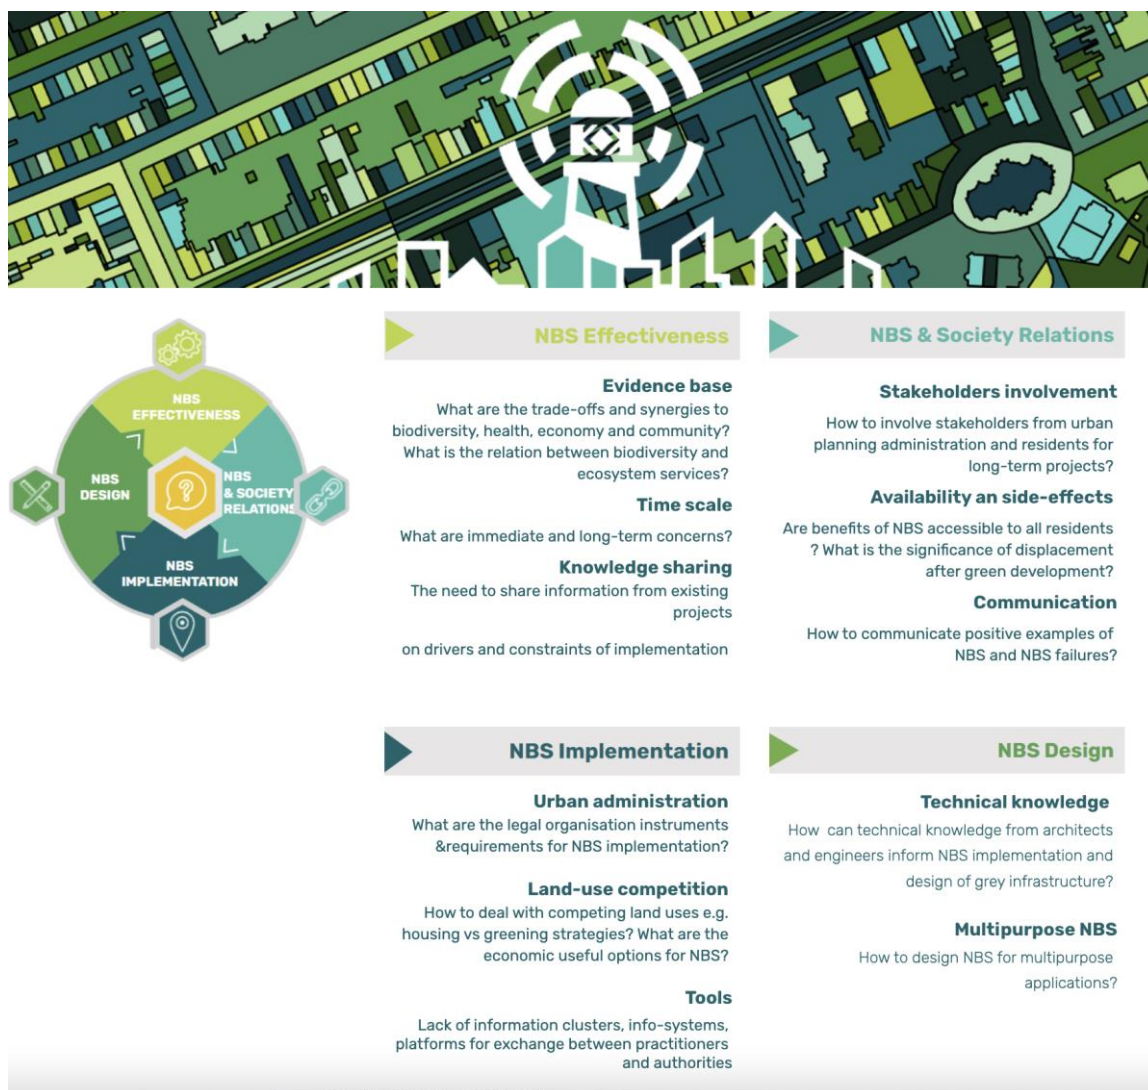 NBS
EFFECTIVENESS
NBS
DESIGN
NBS
& SOCIETY
RELATIONS
NBS
IMPLEMENTATION
?
NBS Effectiveness
Evidence base
What are the trade-offs and synergies to
biodiversity, health, economy and community?
What is the relation between biodiversity and
ecosystem services?
Time scale
What are immediate and long-term concerns?
Knowledge sharing
The need to share information from existing
projects
on drivers and constraints of implementation
NBS & Society Relations
Stakeholders involvement
How to involve stakeholders from urban
planning administration and residents for
long-term projects?
Availability an side-effects
Are benefits of NBS accessible to all residents
? What is the significance of displacement
after green development?
Communication
How to communicate positive examples of
NBS and NBS failures?
NBS Implementation
Urban administration
What are the legal organisation instruments
&requirements for NBS implementation?
Land-use competition
How to deal with competing land uses e.g.
housing vs greening strategies? What are the
economic useful options for NBS?
Tools
Lack of information clusters, info-systems,
platforms for exchange between practitioners
and authorities
NBS Design
Technical knowledge
How can technical knowledge from architects
and engineers inform NBS implementation and
design of grey infrastructure?
Multipurpose NBS
How to design NBS for multipurpose
applications?